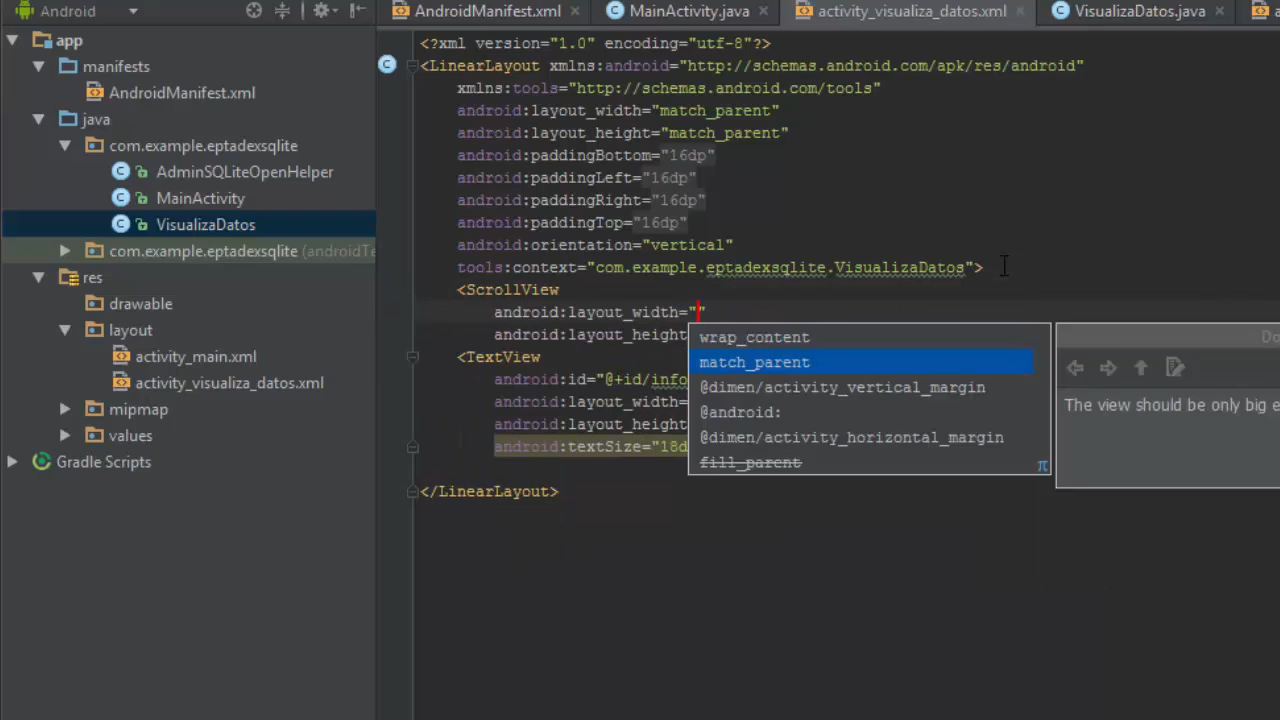 Android
AndroidManifest.xml
MainActivity.java
activity_visualiza_datos.xml
VisualizaDatos.java
app
manifests
AndroidManifest.xml
java
com.example.eptadexsqlite
AdminSQLiteOpenHelper
MainActivity
VisualizaDatos
com.example.eptadexsqlite (androidTe
res
drawable
layout
activity_main.xml
activity_visualiza_datos.xml
mipmap
values
Gradle Scripts
<?xml version="1.0" encoding="utf-8"?>
<LinearLayout xmlns:android="http://schemas.android.com/apk/res/android"
xmlns:tools="http://schemas.android.com/tools"
android:layout_width="match_parent"
android:layout_height="match_parent"
android:paddingBottom="16dp"
android:paddingLeft="16dp"
android:paddingRight="16dp"
android:paddingTop="16dp"
android:orientation="vertical"
tools:context="com.example.eptadexsqlite.VisualizaDatos">
<ScrollView
android:layout_width=""
android:layout_height
<TextView
android:id="@+id/info
android:layout_width=
android:layout_height
android:textSize="18d
</LinearLayout>
wrap_content
match_parent
@dimen/activity_vertical_margin
@android:
@dimen/activity_horizontal_margin
fill_parent
π
Do
The view should be only big e